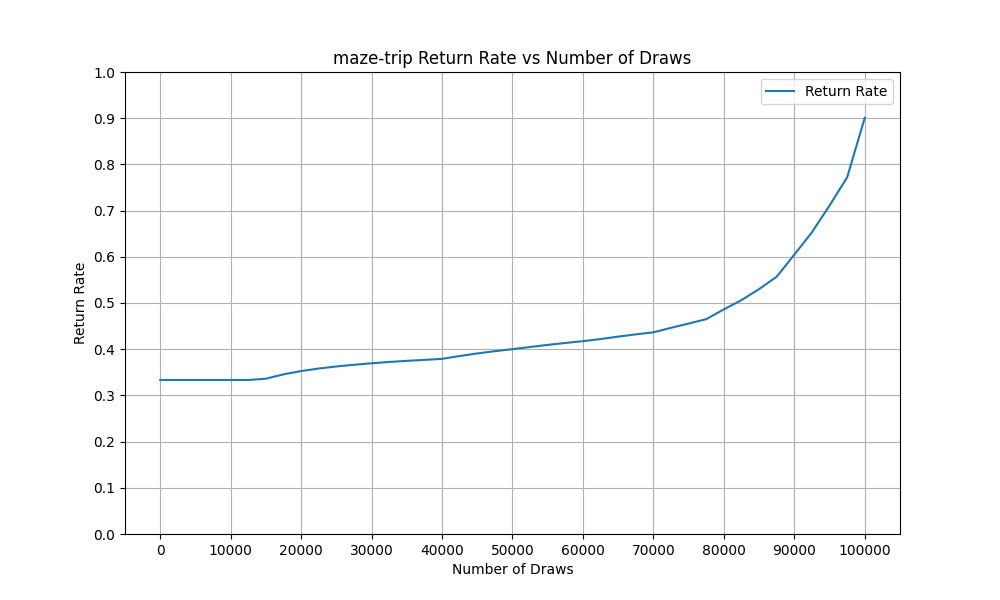 maze-trip Return Rate vs Number of Draws
Return Rate
1.0
0.9
0.8
0.7
0.6
0.5
0.4
0.3
0.2
0.1
0.0
Return Rate
0 10000 20000 30000 40000 50000 60000 70000 80000 90000 100000
Number of Draws